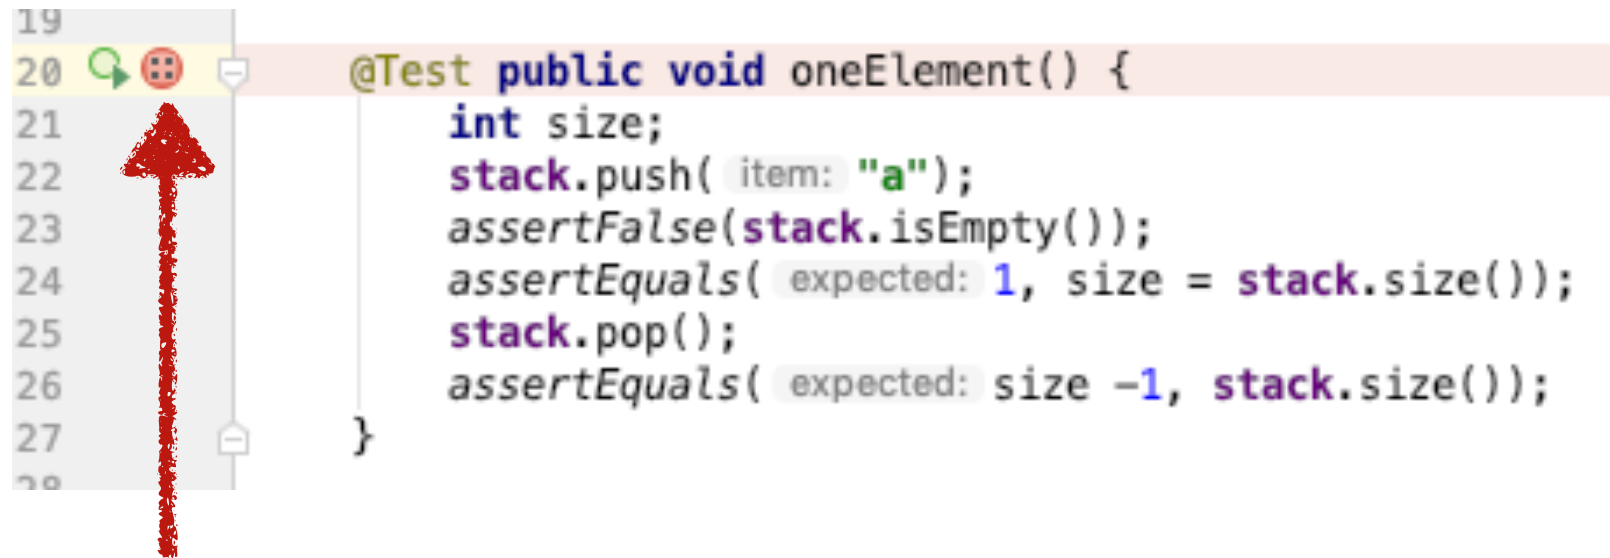 19
20 @Test public void oneElement() {
21 int size;
22 stack.push( item: "a");
23 assertFalse(stack.isEmpty());
24 assertEquals( expected: 1, size = stack.size());
25 stack.pop();
26 assertEquals( expected: size –1, stack.size());
27 }
28